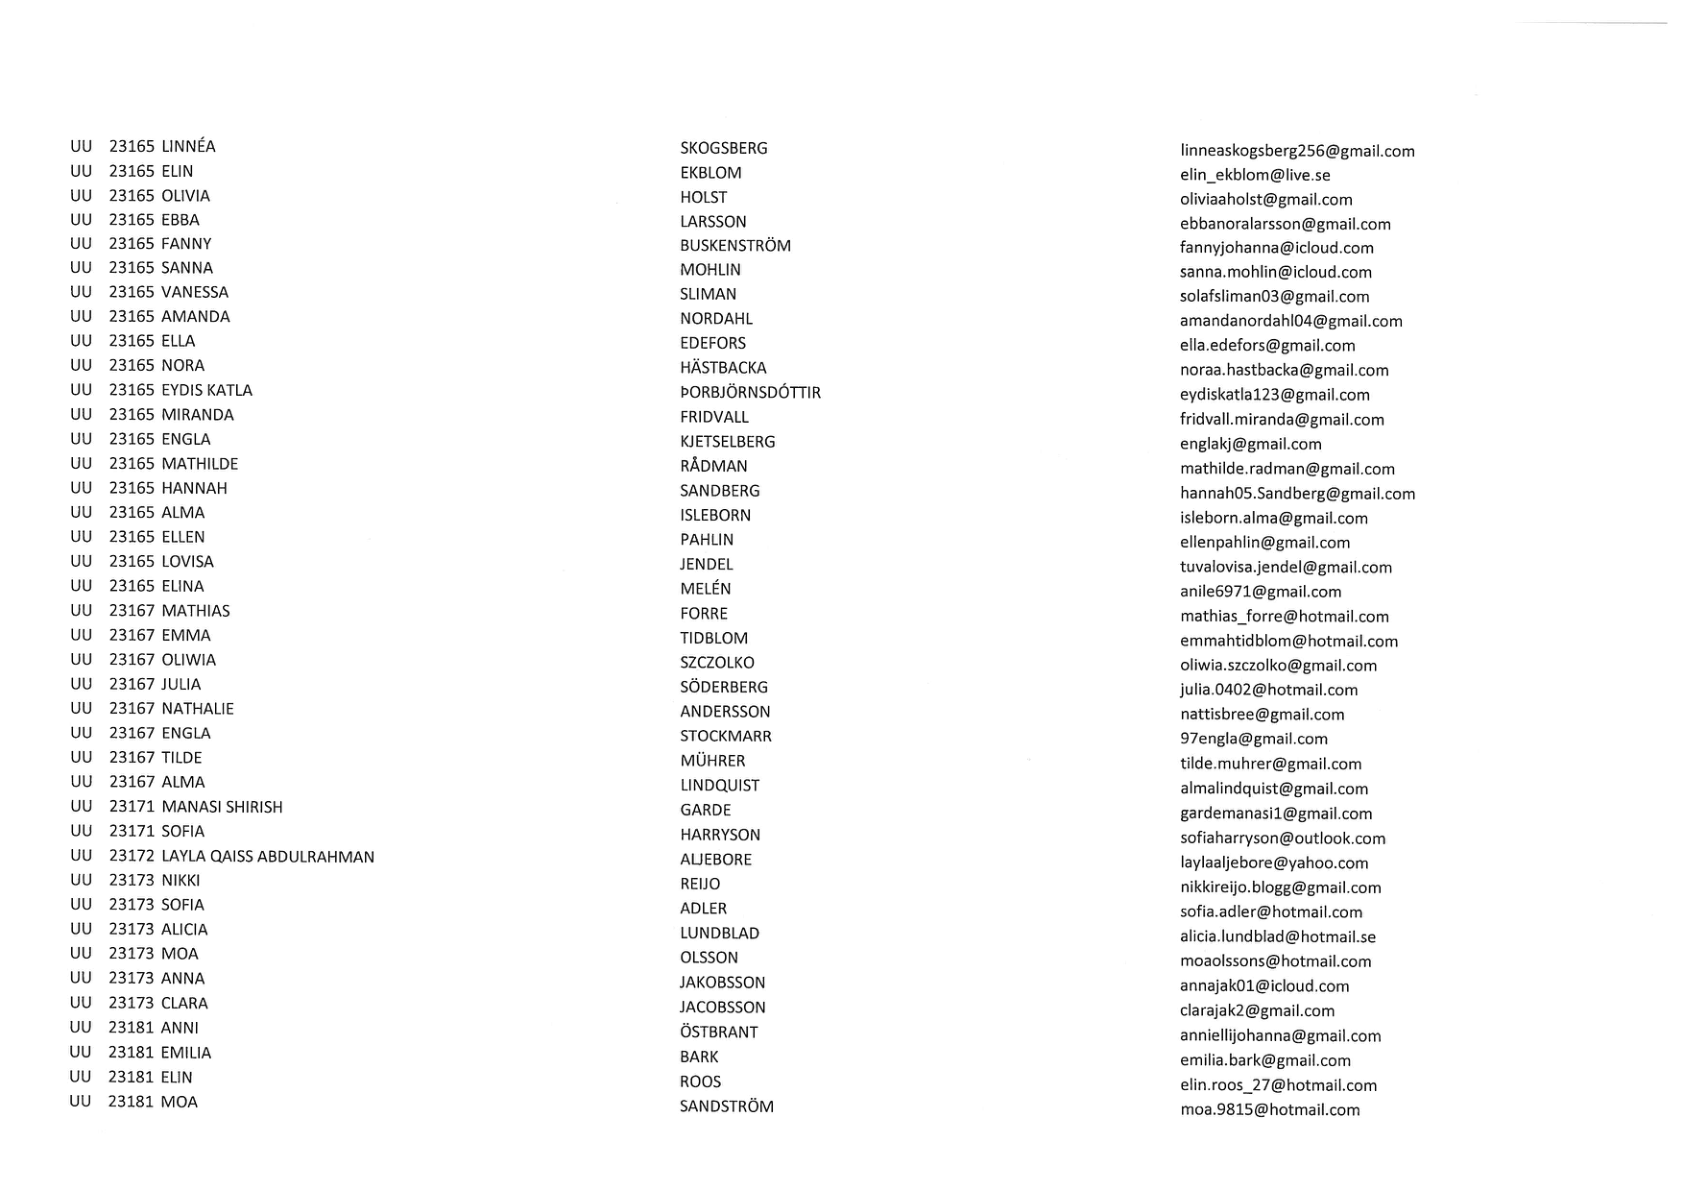 UU 23165 LINNÉA SKOGSBERG linneaskogsberg256@gmail.com
UU 23165 ELIN EKBLOM elin_ekblom@live.se
UU 23165 OLIVIA HOLST oliviaaholst@gmail.com
UU 23165 EBBA LARSSON ebbanoralarsson@gmail.com
UU 23165 FANNY BUSKENSTRÖM fannyjohanna@icloud.com
UU 23165 SANNA MOHLIN sanna.mohlin@icloud.com
UU 23165 VANESSA SLIMAN solafsliman03@gmail.com
UU 23165 AMANDA NORDAHL amandanordahl04@gmail.com
UU 23165 ELLA EDEFORS ella.edefors@gmail.com
UU 23165 NORA HÄSTBACKA noraa.hastbacka@gmail.com
UU 23165 EYDIS KATLA ÞORBJÖRNSDÓTTIR eydiskatla123@gmail.com
UU 23165 MIRANDA FRIDVALL fridvall.miranda@gmail.com
UU 23165 ENGLA KJETSELBERG englakj@gmail.com
UU 23165 MATHILDE RÅDMAN mathilde.radman@gmail.com
UU 23165 HANNAH SANDBERG hannah05.Sandberg@gmail.com
UU 23165 ALMA ISLEBORN isleborn.alma@gmail.com
UU 23165 ELLEN PAHLIN ellenpahlin@gmail.com
UU 23165 LOVISA JENDEL tuvalovisa.jendel@gmail.com
UU 23165 ELINA MELÉN anile6971@gmail.com
UU 23167 MATHIAS FORRE mathias_forre@hotmail.com
UU 23167 EMMA TIDBLOM emmahtidblom@hotmail.com
UU 23167 OLIWIA SZCZOLKO oliwia.szczolko@gmail.com
UU 23167 JULIA SÖDERBERG julia.0402@hotmail.com
UU 23167 NATHALIE ANDERSSON nattisbree@gmail.com
UU 23167 ENGLA STOCKMARR 97engla@gmail.com
UU 23167 TILDE MÜHRER tilde.muhrer@gmail.com
UU 23167 ALMA LINDQUIST almalindquist@gmail.com
UU 23171 MANASI SHIRISH GARDE gardemanasi1@gmail.com
UU 23171 SOFIA HARRYSON sofiaharryson@outlook.com
UU 23172 LAYLA QAISS ABDULRAHMAN ALJEBORE laylaaljebore@yahoo.com
UU 23173 NIKKI REIJO nikkireijo.blogg@gmail.com
UU 23173 SOFIA ADLER sofia.adler@hotmail.com
UU 23173 ALICIA LUNDBLAD alicia.lundblad@hotmail.se
UU 23173 MOA OLSSON moaolssons@hotmail.com
UU 23173 ANNA JAKOBSSON annajak01@icloud.com
UU 23173 CLARA JACOBSSON clarajak2@gmail.com
UU 23181 ANNI ÖSTBRANT anniellijohanna@gmail.com
UU 23181 EMILIA BARK emilia.bark@gmail.com
UU 23181 ELIN ROOS elin.roos_27@hotmail.com
UU 23181 MOA SANDSTRÖM moa.9815@hotmail.com